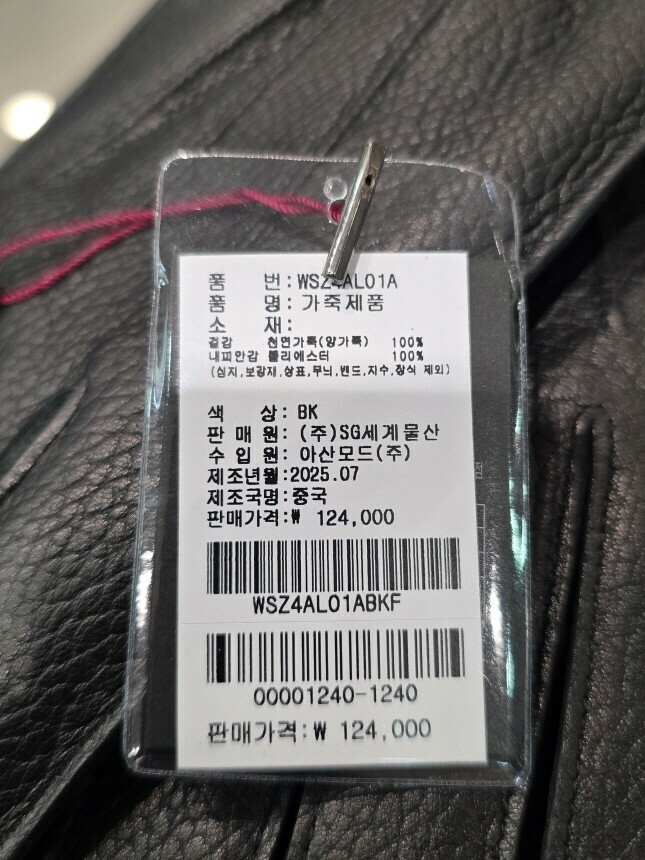 품 번:WSZ4AL01A
품 명:가죽제품
소 재:
겉감 천연가죽(양가죽) 100%
내피안감 폴리에스터 100%
(심지,보강재,상표,무늬,밴드,자수,장식 제외)
색 상:BK
판 매 원:(주)SG세계물산
수 입 원:아산모드(주)
제조년월:2025.07
제조국명:중국
판매가격:₩ 124,000
WSZ4AL01ABKF
00001240-1240
판매가격:₩ 124,000